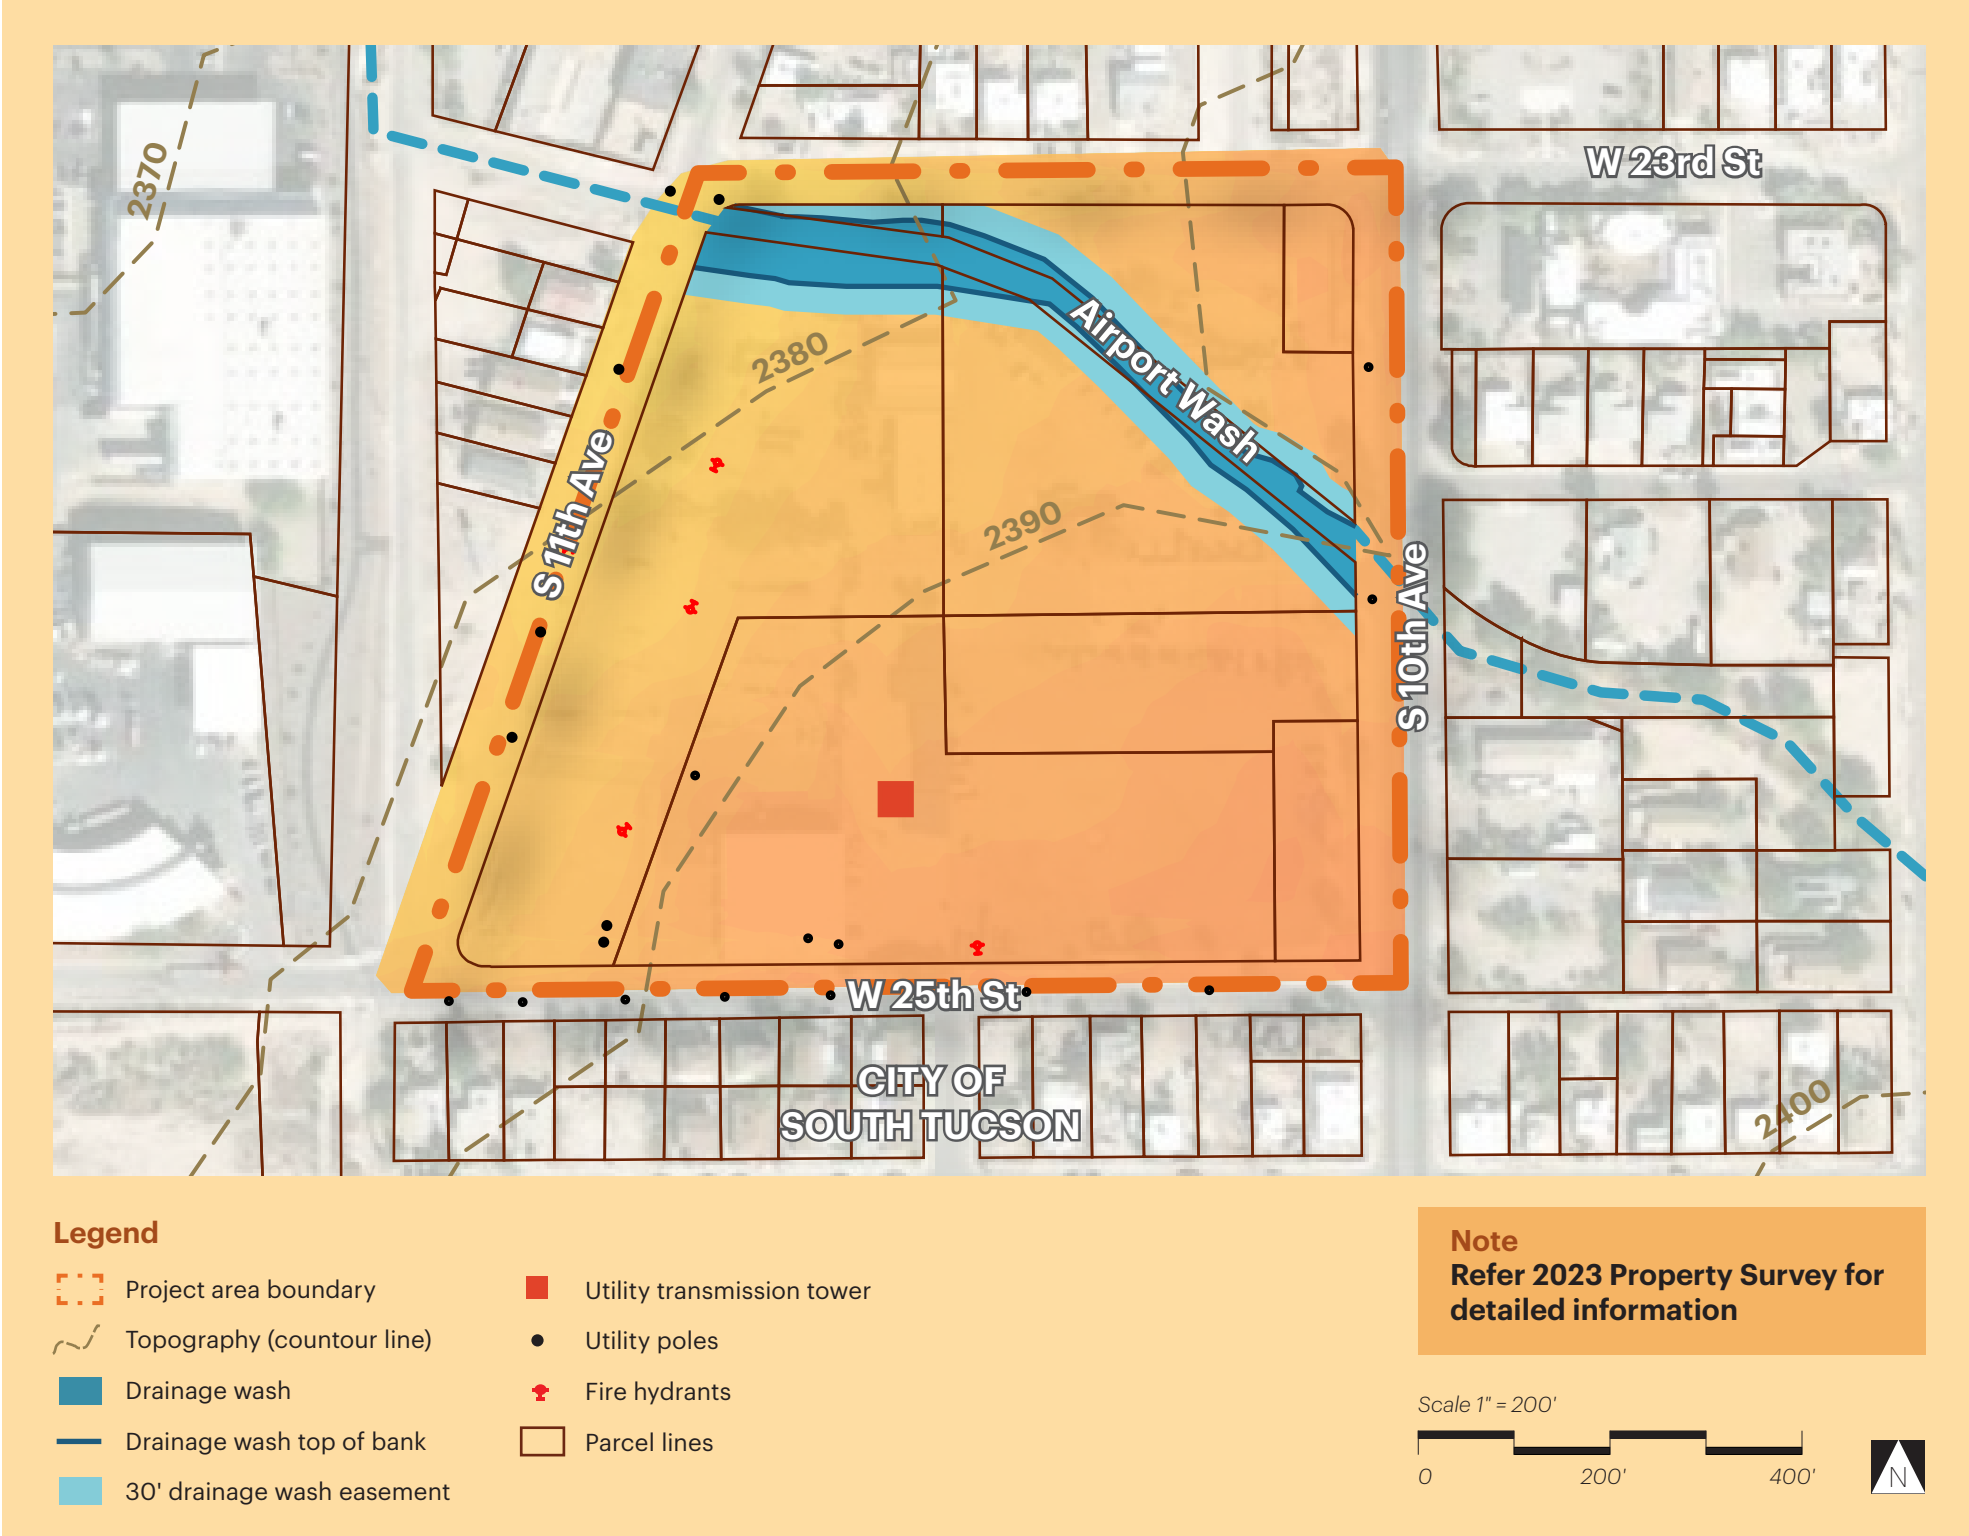 2370
W 23rd St
Airport Wash
2380
2390
S 11th Ave
S 10th Ave
W 25th St
CITY OF
SOUTH TUCSON
2400
Legend
Project area boundary
Topography (countour line)
Drainage wash
Drainage wash top of bank
30' drainage wash easement
Utility transmission tower
Utility poles
Fire hydrants
Parcel lines
Note
Refer 2023 Property Survey for
detailed information
Scale 1" = 200'
0 200' 400'
N